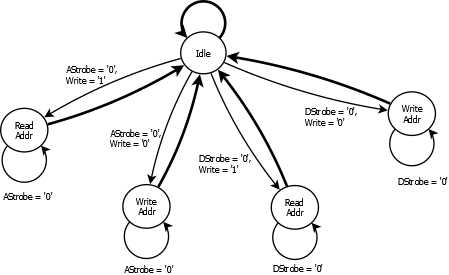 Idle
AStrobe = '0',
Write = '1'
DStrobe = '0',
Write = '0'
Write
Addr
Read
Addr
AStrobe = '0',
Write = '0'
DStrobe = '0',
Write = '1'
AStrobe = '0'
DStrobe = '0'
Write
Addr
Read
Addr
AStrobe = '0'
DStrobe = '0'